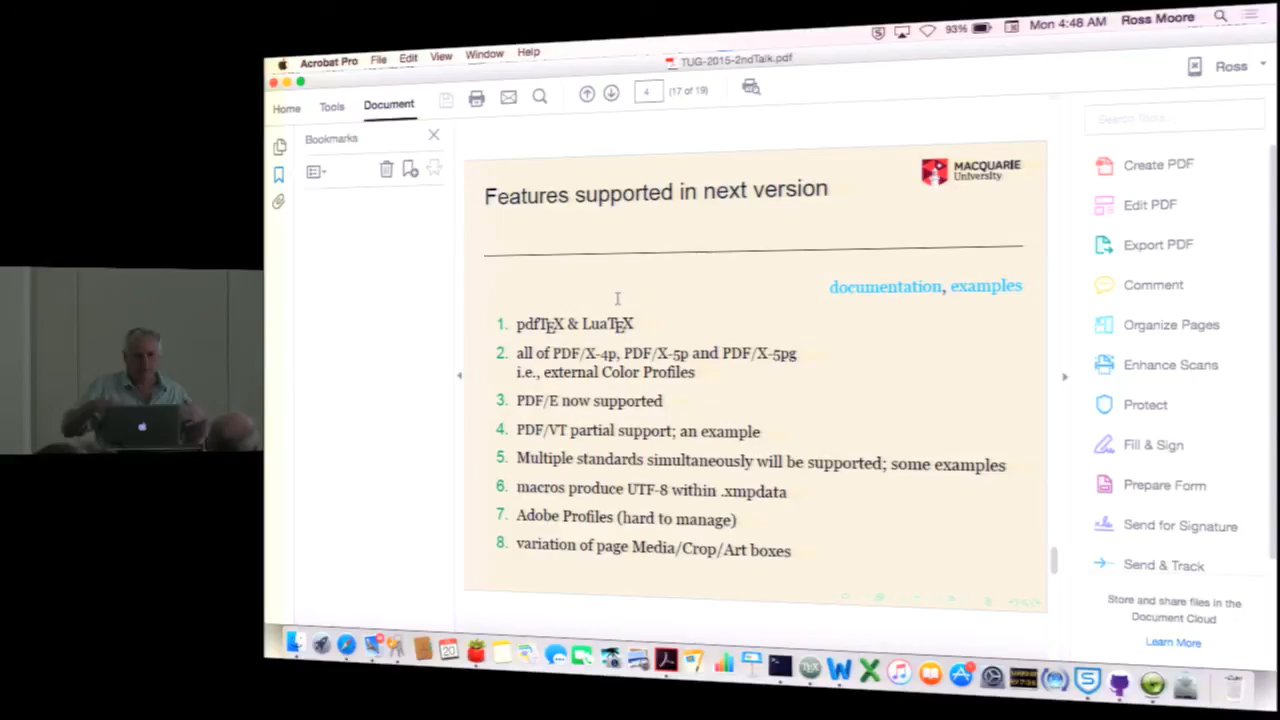 Acrobat Pro File Edit View Window Help
93% Mon 4:48 AM Ross Moore
TUG-2015-2ndTalk.pdf
Home Tools Document
4 (17 of 19)
Ross
Bookmarks
Search Tools
MACQUARIE
University
Features supported in next version
documentation, examples
1. pdfTEX & LuaTEX
2. all of PDF/X-4p, PDF/X-5p and PDF/X-5pg
i.e., external Color Profiles
3. PDF/E now supported
4. PDF/VT partial support; an example
5. Multiple standards simultaneously will be supported; some examples
6. macros produce UTF-8 within .xmpdata
7. Adobe Profiles (hard to manage)
8. variation of page Media/Crop/Art boxes
Create PDF
Edit PDF
Export PDF
Comment
Organize Pages
Enhance Scans
Protect
Fill & Sign
Prepare Form
Send for Signature
Send & Track
Store and share files in the
Document Cloud
Learn More
20